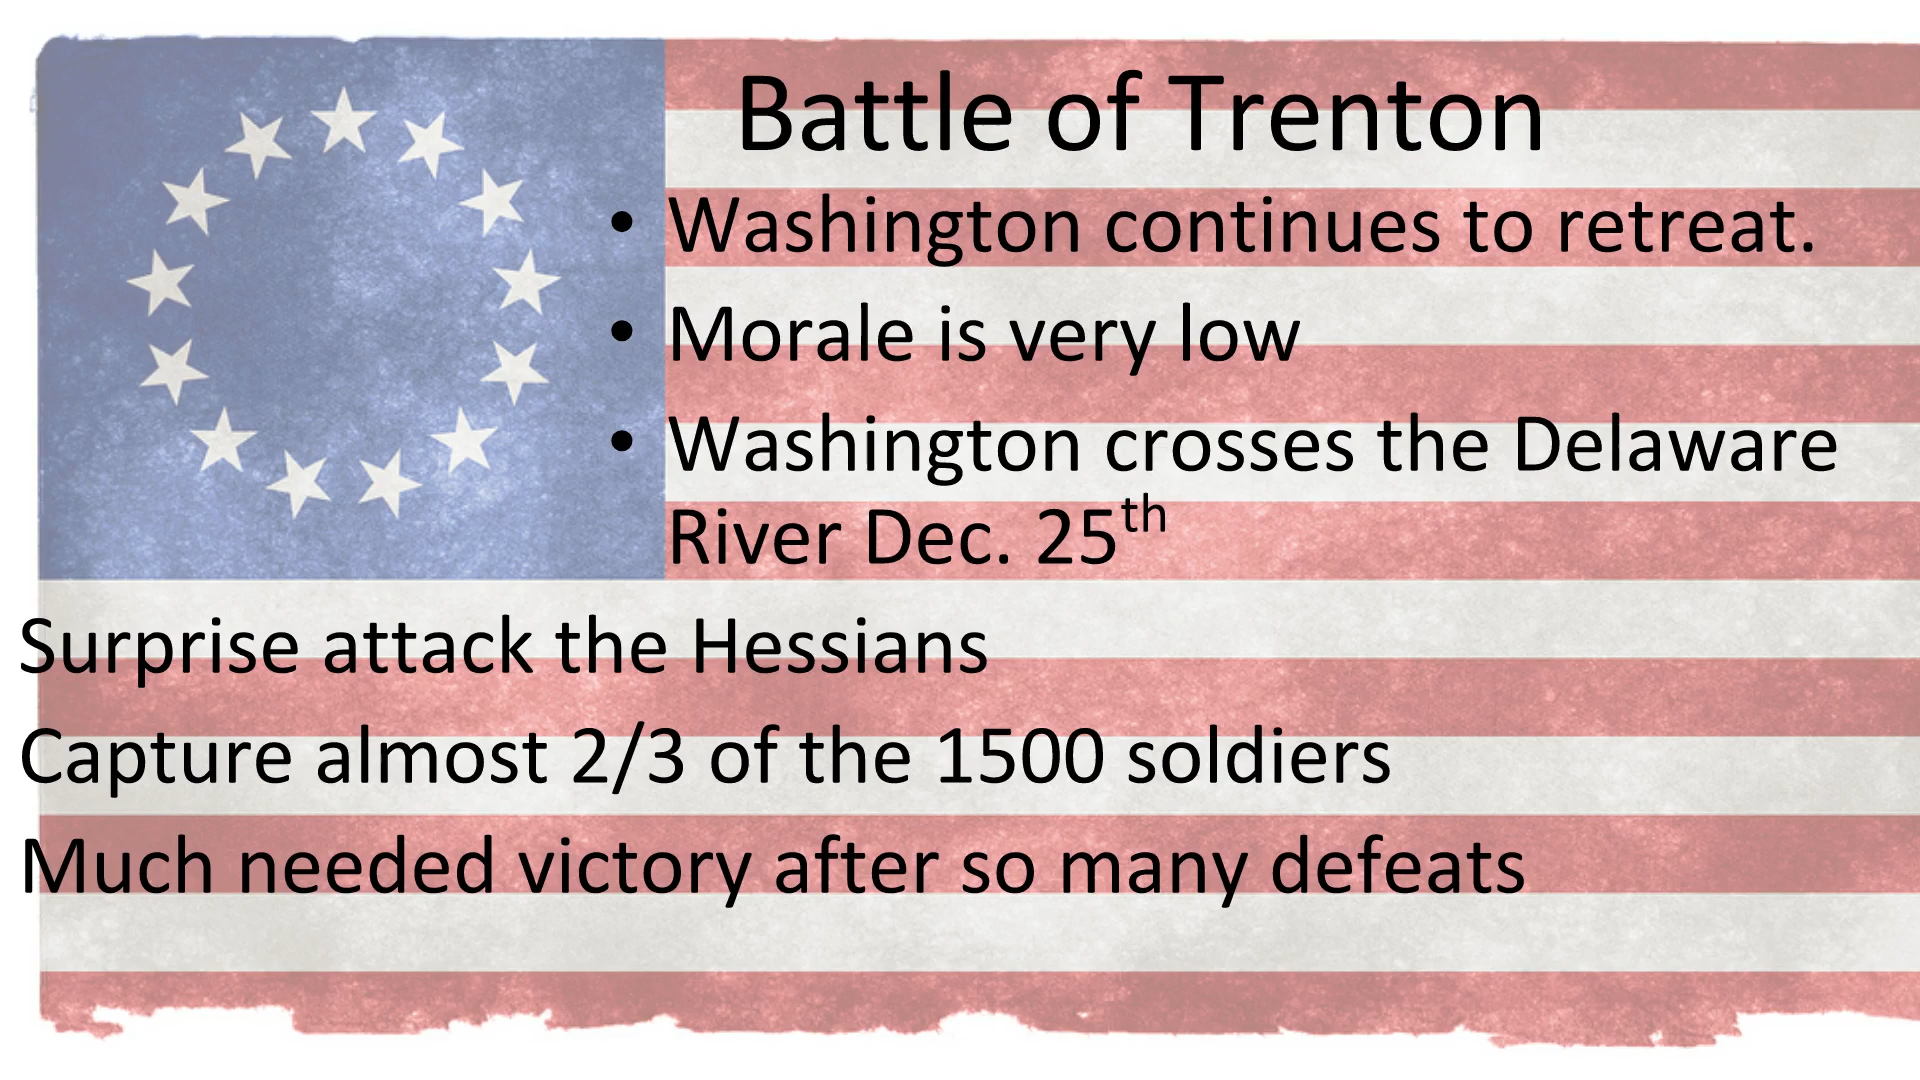 Battle of Trenton
• Washington continues to retreat.
• Morale is very low
• Washington crosses the Delaware
River Dec. 25th
Surprise attack the Hessians
Capture almost 2/3 of the 1500 soldiers
Much needed victory after so many defeats